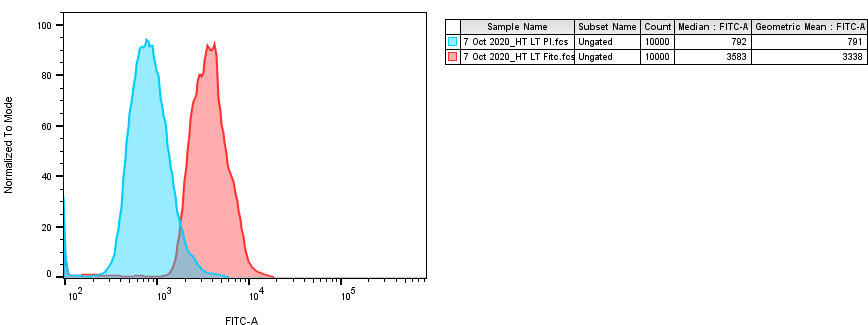 100
80
60
40
20
0
Normalized To Mode
10^2 10^3 10^4 10^5
FITC-A
Sample Name Subset Name Count Median : FITC-A Geometric Mean : FITC-A
7 Oct 2020_HT LT PI.fcs Ungated 10000 792 791
7 Oct 2020_HT LT Fitc.fcs Ungated 10000 3583 3338